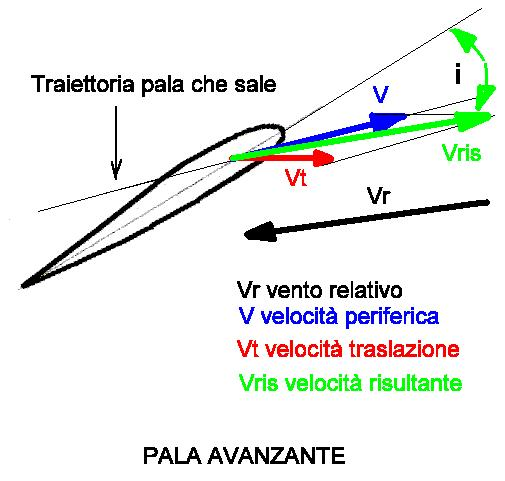 i
Traiettoria pala che sale
V
Vris
Vt
Vr
Vr vento relativo
V velocità periferica
Vt velocità traslazione
Vris velocità risultante
PALA AVANZANTE